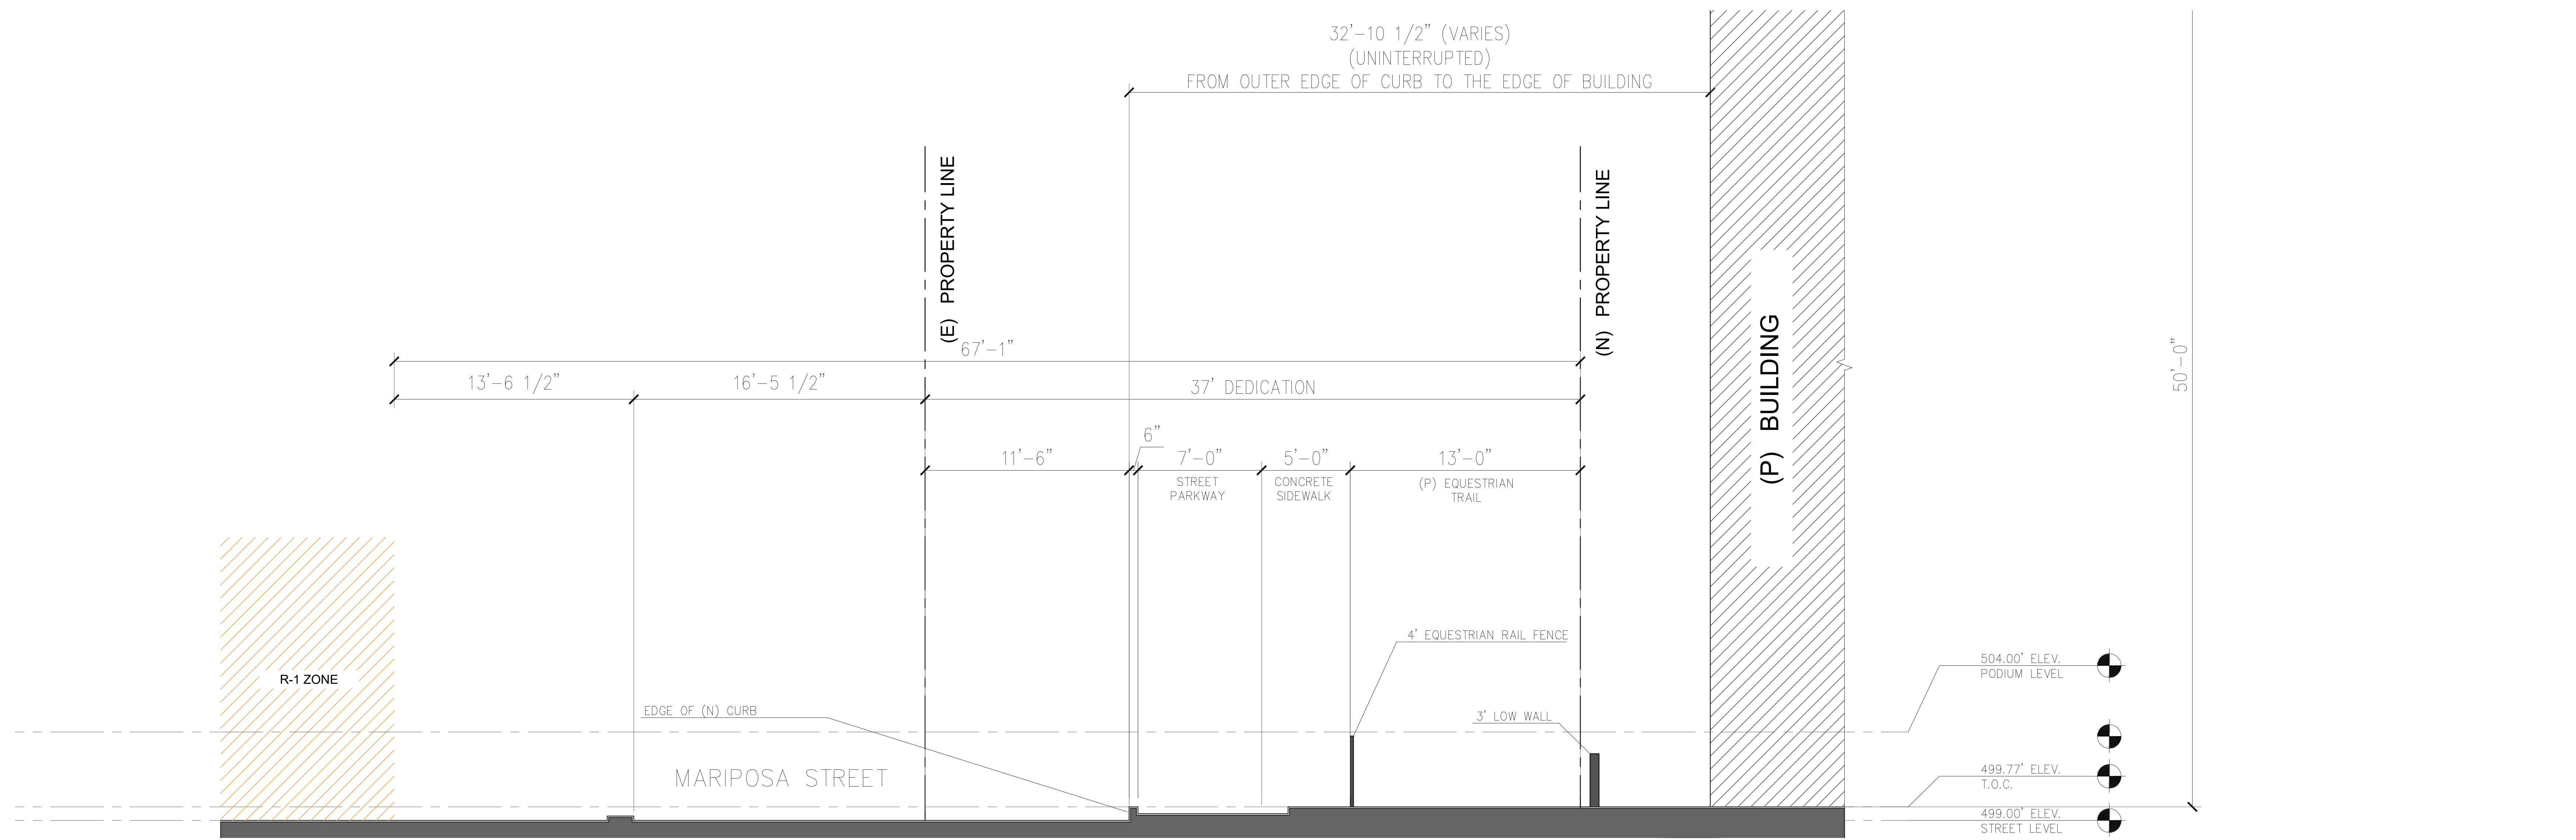 32'-10 1/2" (VARIES)
(UNINTERRUPTED)
FROM OUTER EDGE OF CURB TO THE EDGE OF BUILDING
(E) PROPERTY LINE
(N) PROPERTY LINE
67'-1"
13'-6 1/2"
16'-5 1/2"
37' DEDICATION
50'-0"
(P) BUILDING
6"
11'-6"
7'-0"
5'-0"
13'-0"
STREET
PARKWAY
CONCRETE
SIDEWALK
(P) EQUESTRIAN
TRAIL
4' EQUESTRIAN RAIL FENCE
R-1 ZONE
504.00' ELEV.
PODIUM LEVEL
EDGE OF (N) CURB
3' LOW WALL
MARIPOSA STREET
499.77' ELEV.
T.O.C.
499.00' ELEV.
STREET LEVEL